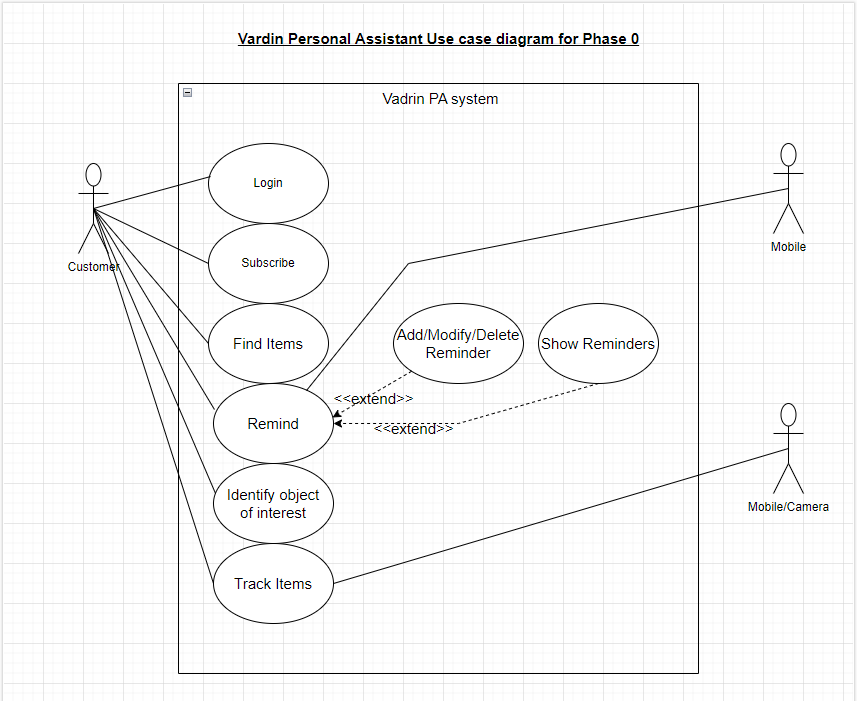 Vardin Personal Assistant Use case diagram for Phase 0
Vadrin PA system
Login
Subscribe
Find Items
Remind
Identify object
of interest
Track Items
Add/Modify/Delete
Reminder
Show Reminders
<<extend>>
<<extend>>
Customer
Mobile
Mobile/Camera